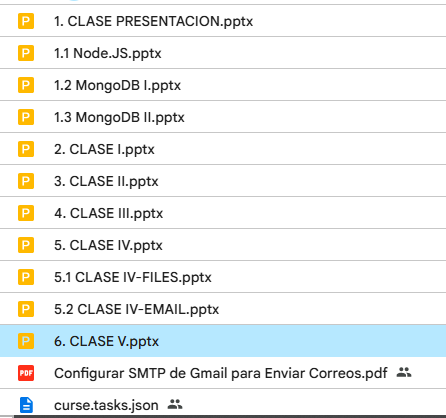 1. CLASE PRESENTACION.pptx
1.1 Node.JS.pptx
1.2 MongoDB I.pptx
1.3 MongoDB II.pptx
2. CLASE I.pptx
3. CLASE II.pptx
4. CLASE III.pptx
5. CLASE IV.pptx
5.1 CLASE IV-FILES.pptx
5.2 CLASE IV-EMAIL.pptx
6. CLASE V.pptx
Configurar SMTP de Gmail para Enviar Correos.pdf
curse.tasks.json